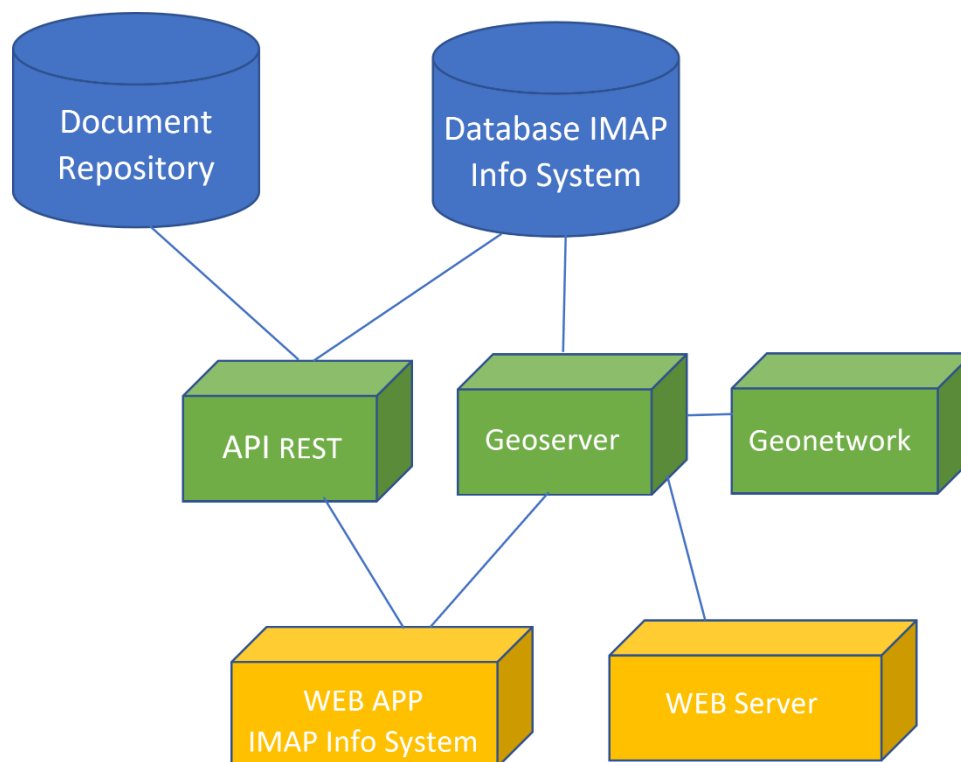 Document
Repository
Database IMAP
Info System
API REST
Geoserver
Geonetwork
WEB APP
IMAP Info System
WEB Server